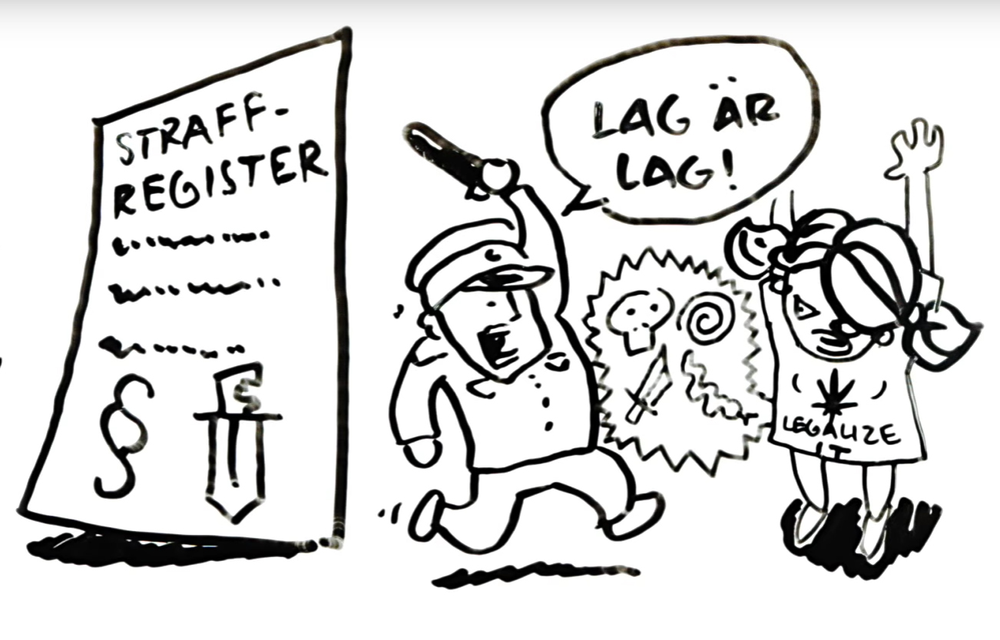 STRAFF-
REGISTER
§
LAG ÄR
LAG!
LEGALIZE
IT